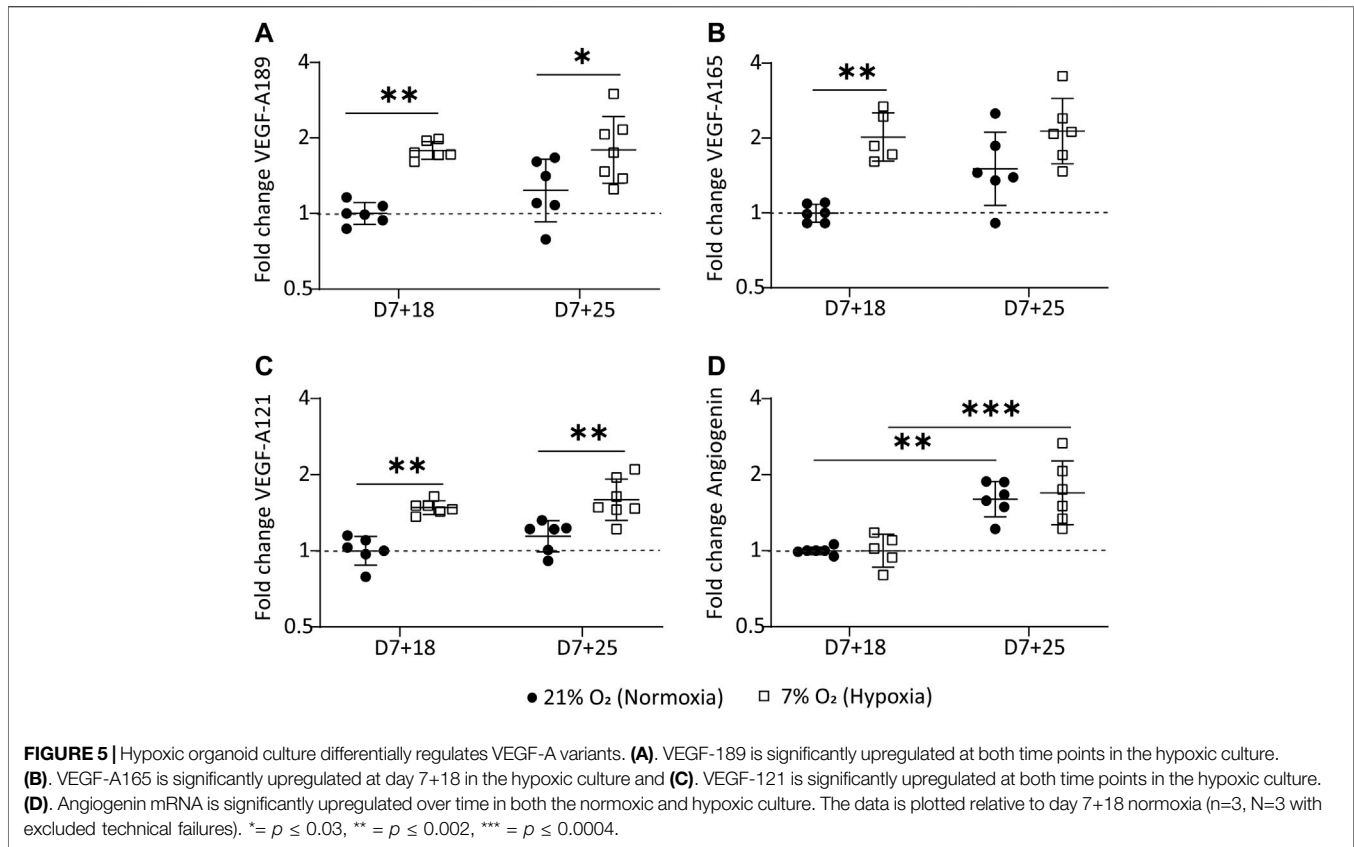 A
Fold change VEGF-A189
4
2
1
0.5
**
*
D7+18 D7+25
B
Fold change VEGF-A165
4
2
1
0.5
**
D7+18 D7+25
C
Fold change VEGF-A121
4
2
1
0.5
**
**
D7+18 D7+25
D
Fold change Angiogenin
4
2
1
0.5
**
***
D7+18 D7+25
● 21% O₂ (Normoxia) □ 7% O₂ (Hypoxia)
FIGURE 5 | Hypoxic organoid culture differentially regulates VEGF-A variants. (A). VEGF-189 is significantly upregulated at both time points in the hypoxic culture.
(B). VEGF-A165 is significantly upregulated at day 7+18 in the hypoxic culture and (C). VEGF-121 is significantly upregulated at both time points in the hypoxic culture.
(D). Angiogenin mRNA is significantly upregulated over time in both the normoxic and hypoxic culture. The data is plotted relative to day 7+18 normoxia (n=3, N=3 with
excluded technical failures). *= p ≤ 0.03, ** = p ≤ 0.002, *** = p ≤ 0.0004.